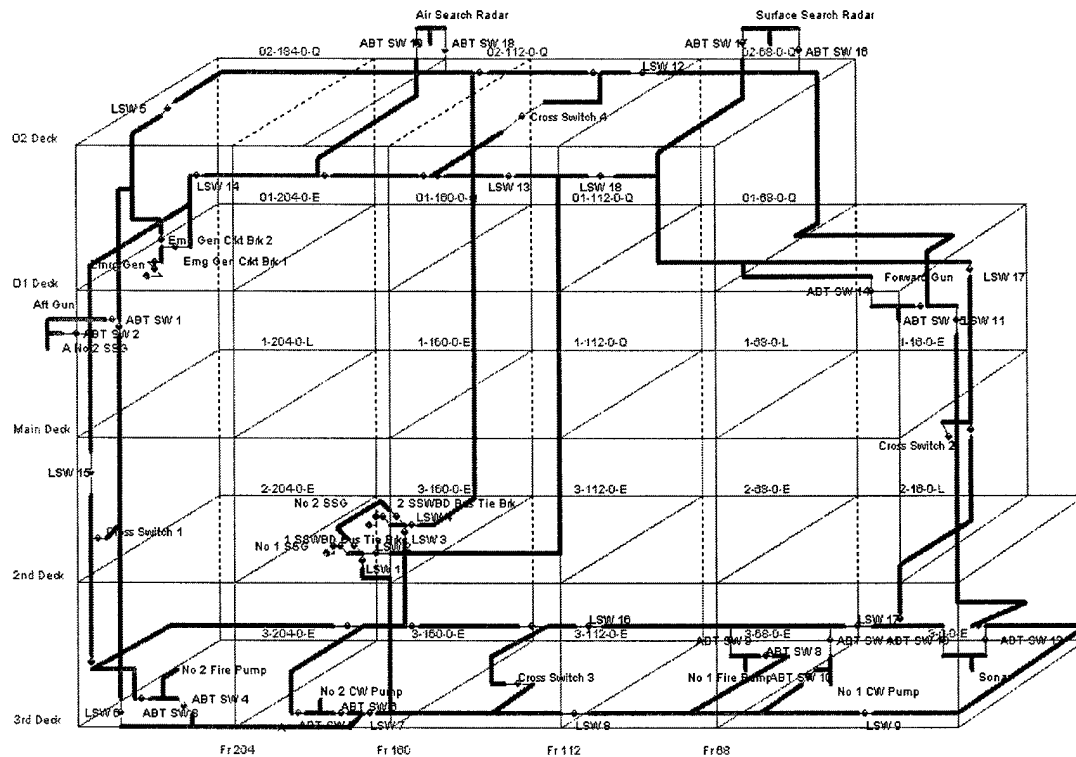 Air Search Radar
Surface Search Radar
ABT SW 18
ABT SW 17
ABT SW 16
02-184-0-Q
02-112-0-Q
02-68-0-Q
LSW 12
LSW 5
Cross Switch 4
02 Deck
LSW 14
LSW 13
LSW 18
01-204-0-E
01-160-0-Q
01-112-0-Q
01-68-0-Q
Emg Gen Ckt Brk 2
Emg Gen
Emg Gen Ckt Brk 1
LSW 17
01 Deck
Forward Gun
ABT SW 14
Aft Gun
ABT SW 1
ABT SW
LSW 11
ABT SW 2
A No 2 SSG
1-204-0-L
1-160-0-E
1-112-0-Q
1-68-0-L
1-16-0-E
Main Deck
Cross Switch 2
LSW 15
2-204-0-E
3-160-0-E
3-112-0-E
2-68-0-E
2-16-0-L
No 2 SSG
2 SSWBD Bus Tie Brk
LSW 4
Cross Switch 1
1 SSWBD Bus Tie Brk
LSW 3
No 1 SSG
LSW 2
LSW 1
2nd Deck
LSW 16
LSW 17
3-204-0-E
3-160-0-E
3-112-0-E
3-68-0-E
ABT SW 9
ABT SW 12
ABT SW 8
No 2 Fire Pump
Cross Switch 3
No 1 Fire Pump
ABT SW 10
Sonar
No 2 CW Pump
No 1 CW Pump
ABT SW 4
LSW 6
ABT SW
3rd Deck
LSW 7
LSW 8
LSW 9
Fr 204
Fr 160
Fr 112
Fr 68